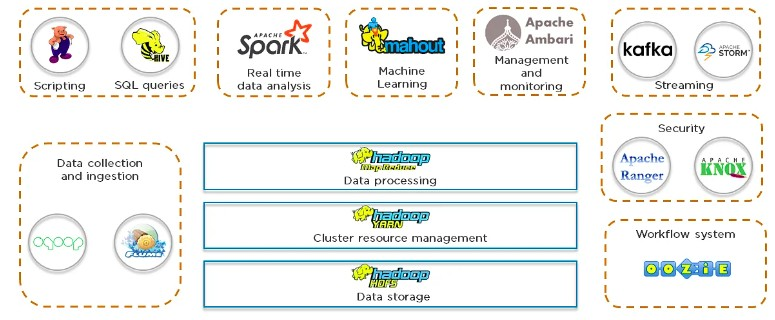 HIVE
Scripting
SQL queries
APACHE
Spark
Real time
data analysis
mahout
Machine
Learning
Apache
Ambari
Management
and
monitoring
kafka
APACHE
STORM
Streaming
Data collection
and ingestion
sqoop
FLUME
hadoop
Map Reduce
Data processing
hadoop
YARN
Cluster resource management
hadoop
HDFS
Data storage
Security
Apache
Ranger
APACHE
KNOX
Workflow system
OOZIE